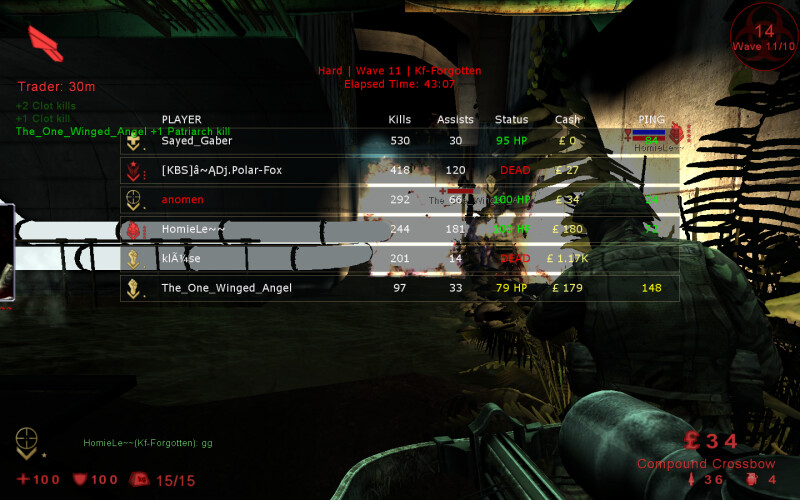 14
Wave 11/10
Trader: 30m
Hard | Wave 11 | Kf-Forgotten
Elapsed Time: 43:07
+2 Clot kills
+1 Clot kill
The_One_Winged_Angel +1 Patriarch kill
PLAYER Kills Assists Status Cash PING
Sayed_Gaber 530 30 95 HP £ 0
HomieLe~~
[KBS]â~ĄDj.Polar-Fox 418 120 DEAD £ 27
anomen 292 66 100 HP £ 34
HomieLe~~ 244 181 £ 180
klÄ¼se 201 14 DEAD £ 1.17K
The_One_Winged_Angel 97 33 79 HP £ 179 148
HomieLe~~(Kf-Forgotten): gg
£34
Compound Crossbow
100 100 15/15 36 4